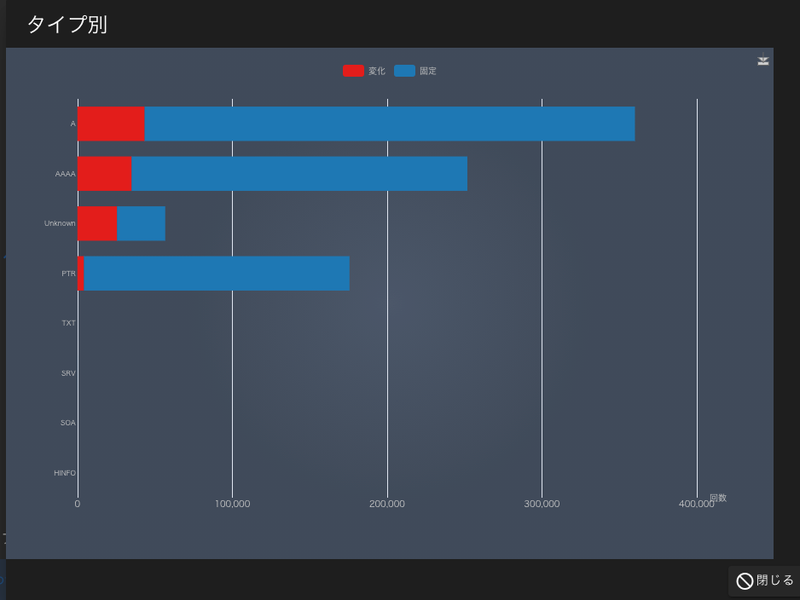 タイプ別
変化
固定
A
AAAA
Unknown
PTR
TXT
SRV
SOA
HINFO
0
100,000
200,000
300,000
400,000
回数
閉じる